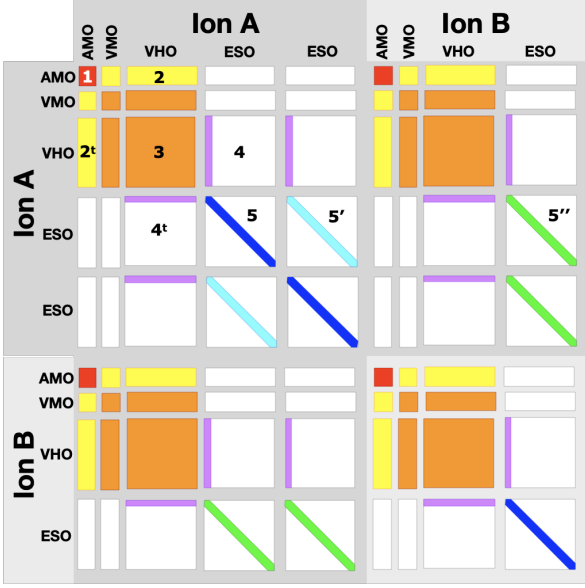 Ion A Ion B
AMO VMO VHO ESO ESO AMO VMO VHO ESO
Ion A
AMO 1 2
VMO
VHO 2t 3 4
ESO 4t 5 5′ 5′′
ESO
Ion B
AMO
VMO
VHO
ESO